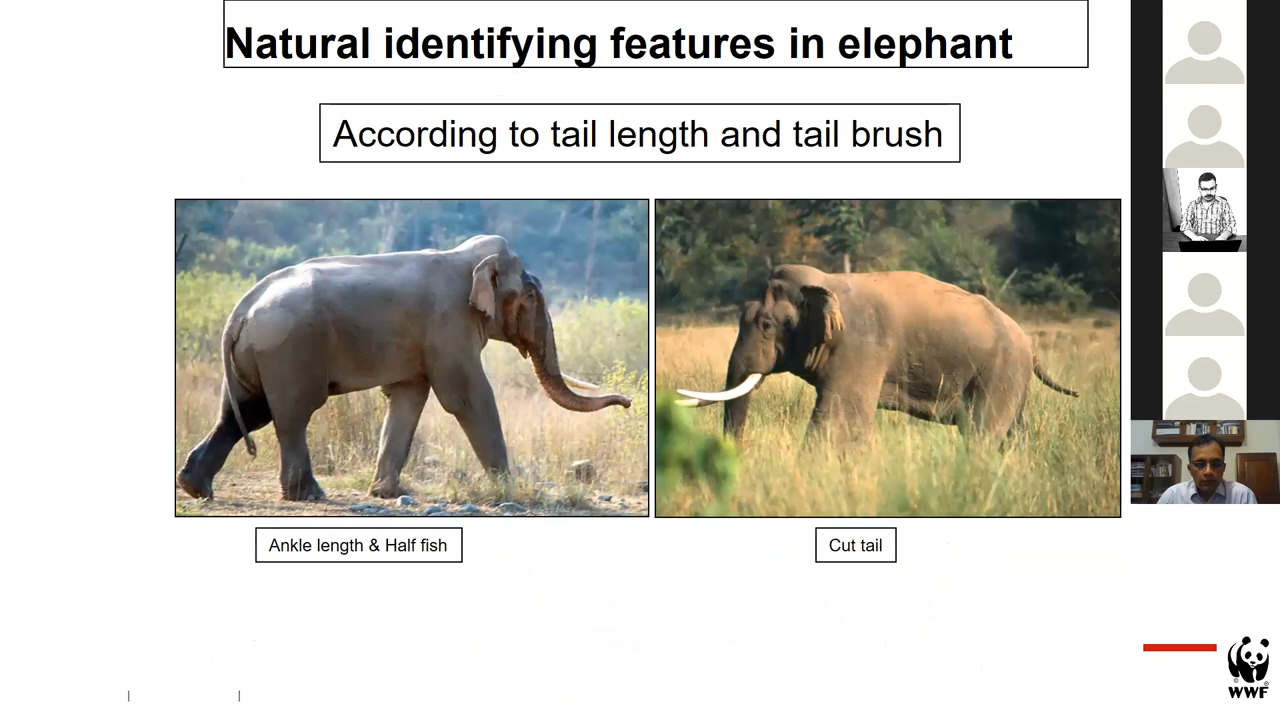 Natural identifying features in elephant
According to tail length and tail brush
Ankle length & Half fish
Cut tail
WWF